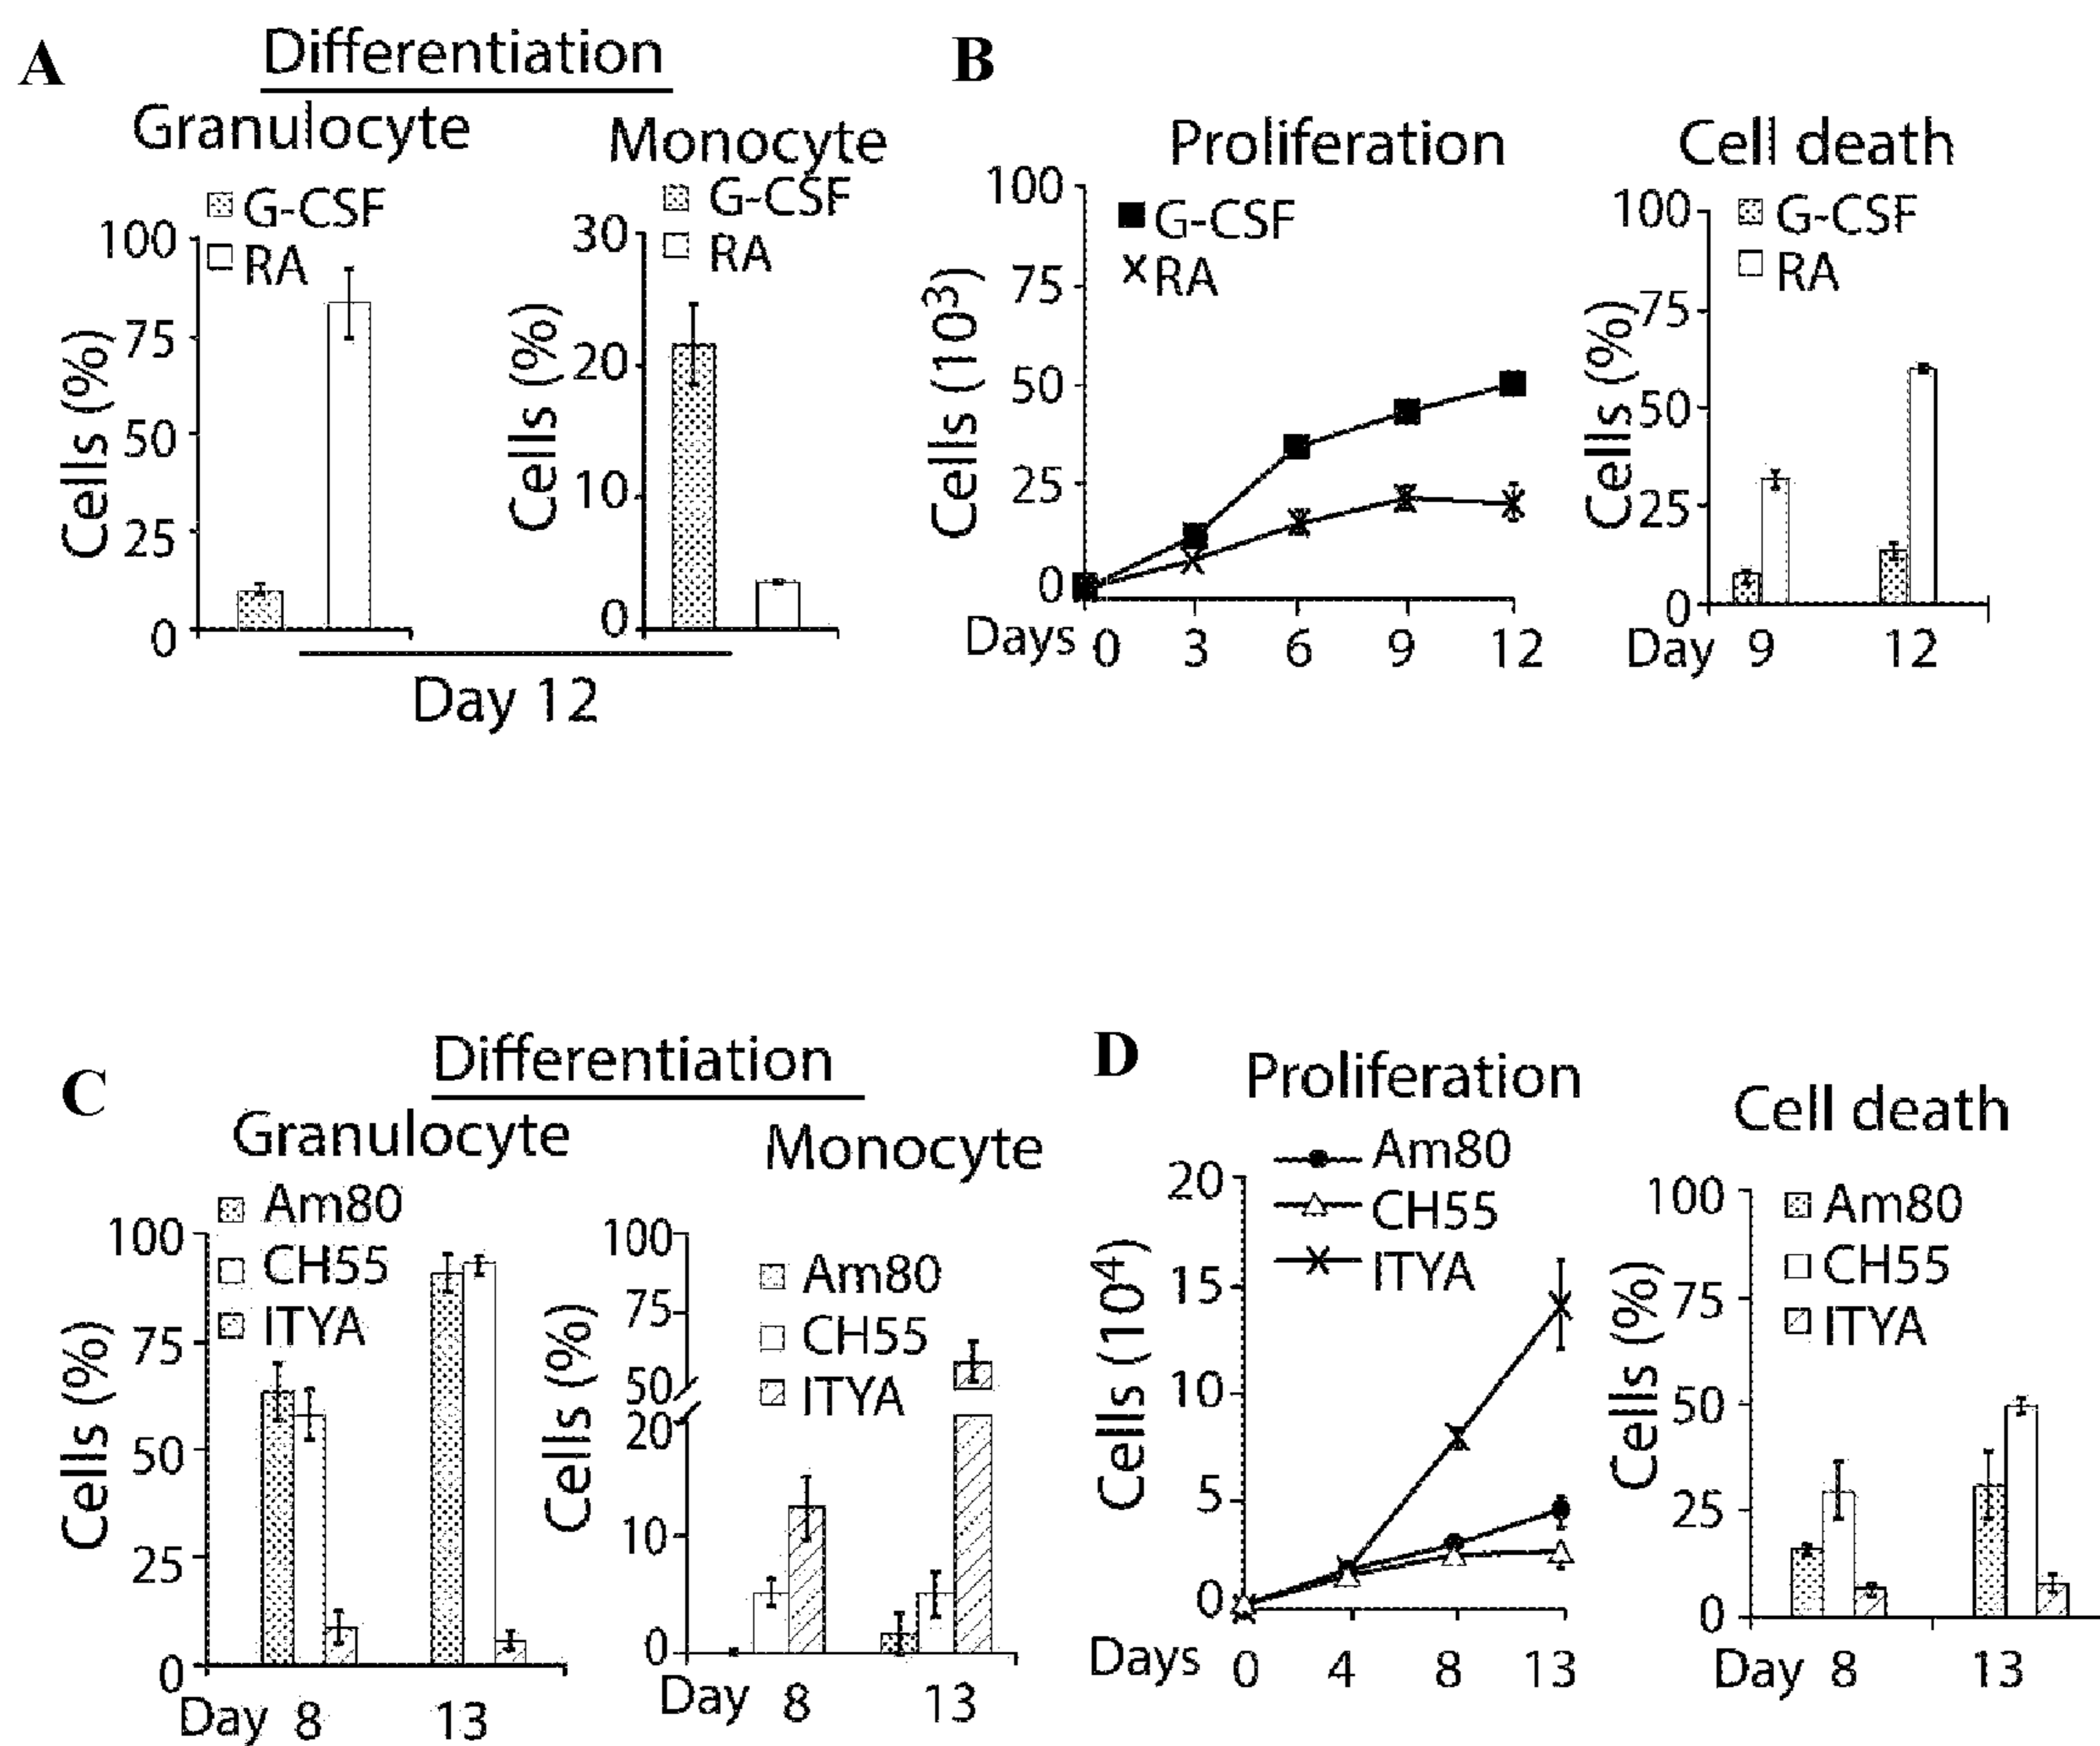 A
Differentiation
Granulocyte
G-CSF
RA
Cells (%)
100
75
50
25
0
Monocyte
G-CSF
RA
Cells (%)
30
20
10
0
Day 12
B
Proliferation
G-CSF
RA
Cells (10³)
100
75
50
25
0
Days 0 3 6 9 12
Cell death
G-CSF
RA
Cells (%)
100
75
50
25
0
Day 9 12
C
Differentiation
Granulocyte
Am80
CH55
ITYA
Cells (%)
100
75
50
25
0
Day 8 13
Monocyte
Am80
CH55
ITYA
Cells (%)
100
75
50
20
10
0
Day 8 13
D
Proliferation
Am80
CH55
ITYA
Cells (10⁴)
20
15
10
5
0
Days 0 4 8 13
Cell death
Am80
CH55
ITYA
Cells (%)
100
75
50
25
0
Day 8 13